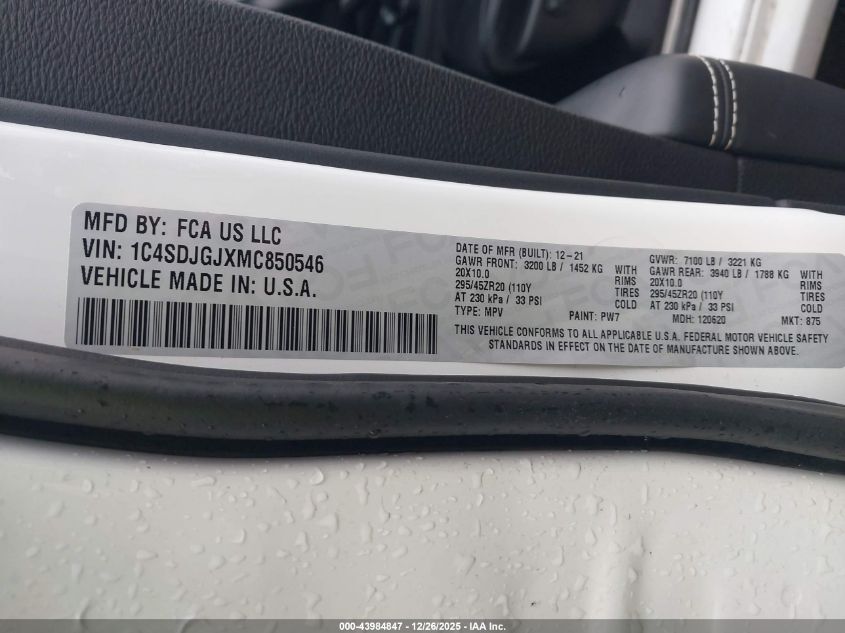 MFD BY: FCA US LLC
VIN: 1C4SDJGJXMC850546
VEHICLE MADE IN: U.S.A.
DATE OF MFR (BUILT): 12-21 GVWR: 7100 LB / 3221 KG
GAWR FRONT: 3200 LB / 1452 KG WITH GAWR REAR: 3940 LB / 1788 KG WITH
20X10.0 RIMS 20X10.0 RIMS
295/45ZR20 (110Y TIRES 295/45ZR20 (110Y TIRES
AT 230 kPa / 33 PSI COLD AT 230 kPa / 33 PSI COLD
TYPE: MPV PAINT: PW7 MDH: 120620 MKT: 875
THIS VEHICLE CONFORMS TO ALL APPLICABLE U.S.A. FEDERAL MOTOR VEHICLE SAFETY
STANDARDS IN EFFECT ON THE DATE OF MANUFACTURE SHOWN ABOVE.
000-43984847 - 12/26/2025 - IAA Inc.